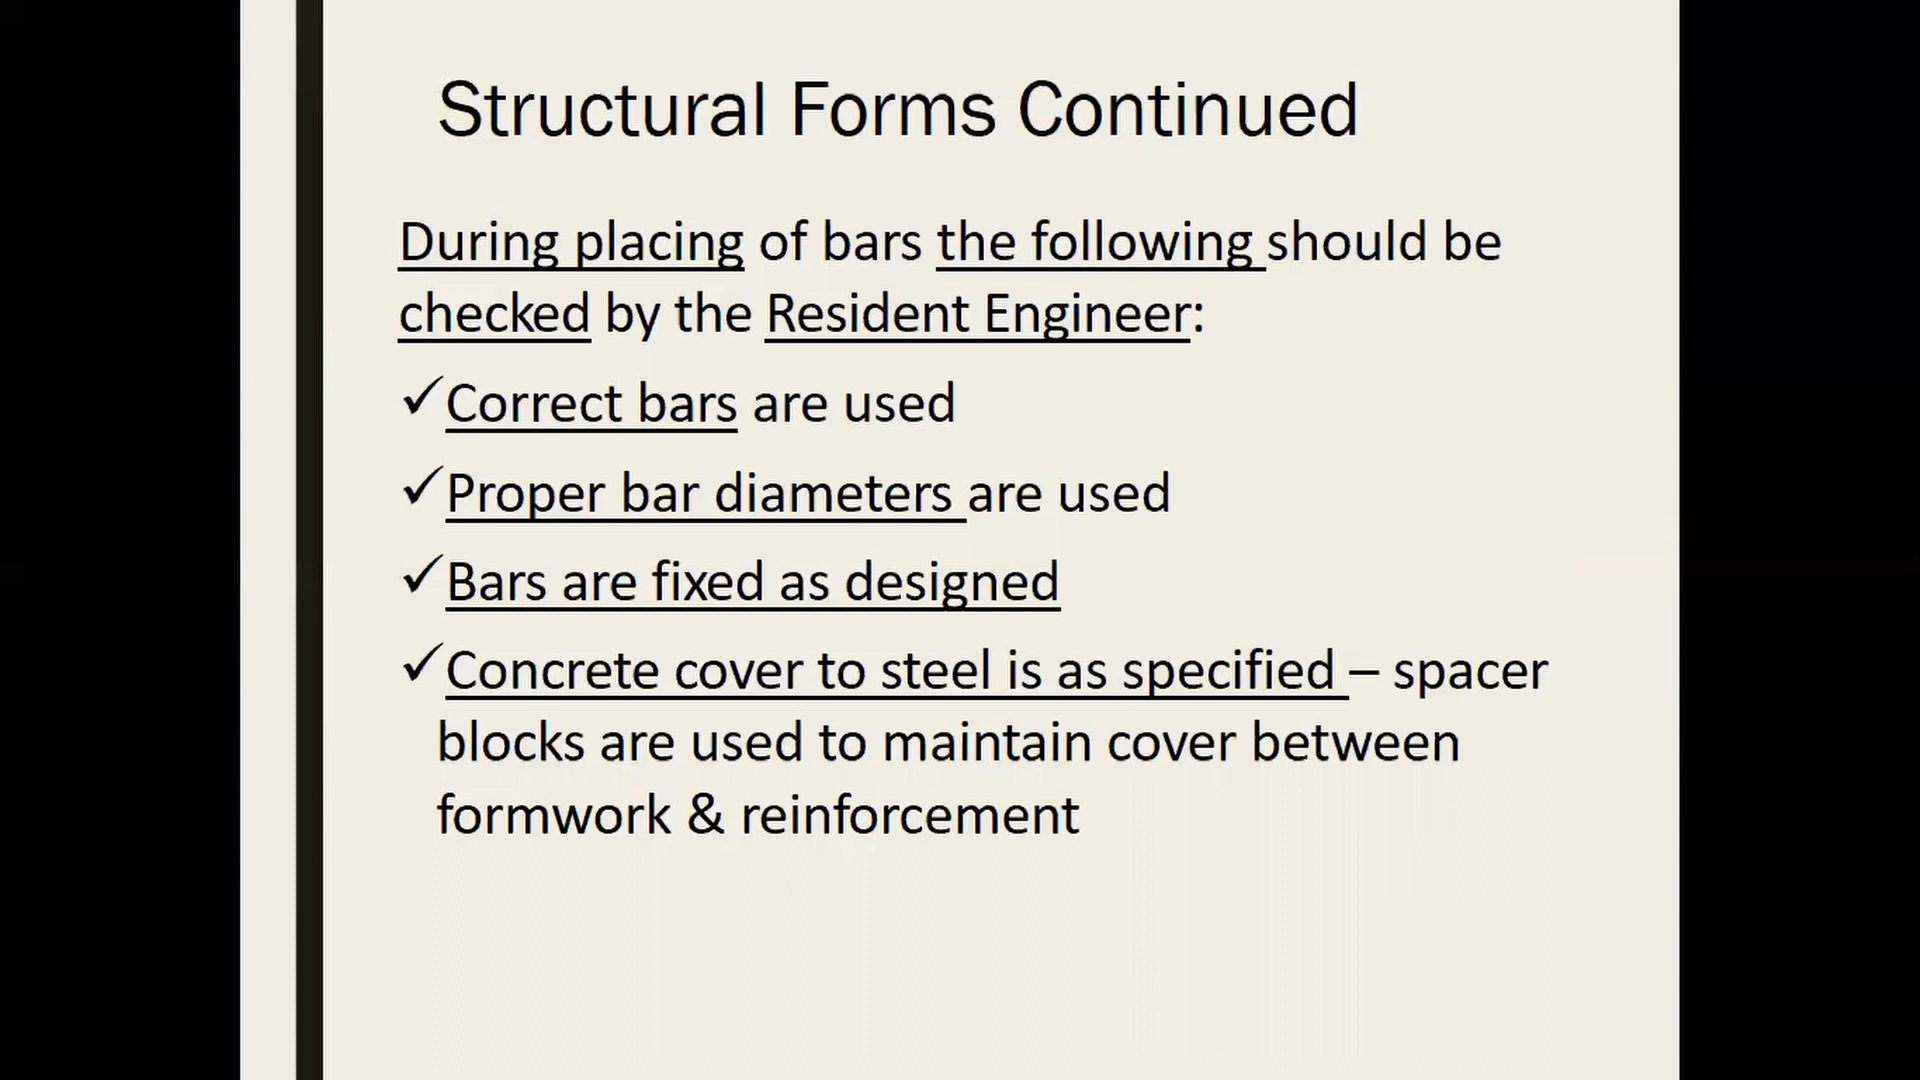 Structural Forms Continued
During placing of bars the following should be
checked by the Resident Engineer:
✓Correct bars are used
✓Proper bar diameters are used
✓Bars are fixed as designed
✓Concrete cover to steel is as specified – spacer
blocks are used to maintain cover between
formwork & reinforcement